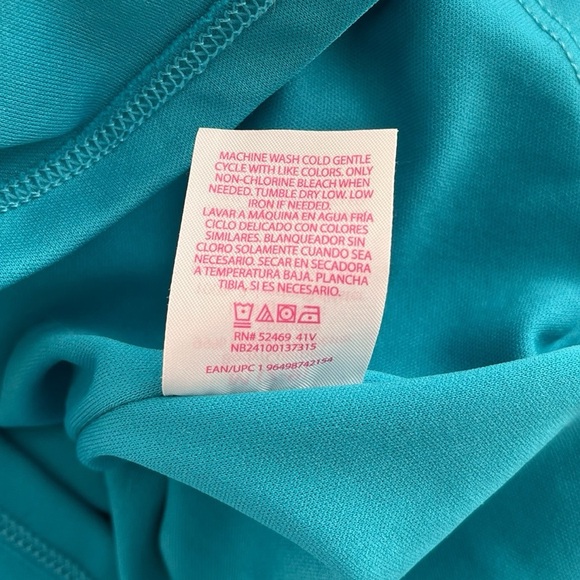 MACHINE WASH COLD GENTLE
CYCLE WITH LIKE COLORS. ONLY
NON-CHLORINE BLEACH WHEN
NEEDED. TUMBLE DRY LOW. LOW
IRON IF NEEDED.
LAVAR A MÁQUINA EN AGUA FRÍA
CICLO DELICADO CON COLORES
SIMILARES. BLANQUEADOR SIN
CLORO SOLAMENTE CUANDO SEA
NECESARIO. SECAR EN SECADORA
A TEMPERATURA BAJA. PLANCHA
TIBIA, SI ES NECESARIO.
RN# 52469 41V
NB24100137315
EAN/UPC 1 96498742154